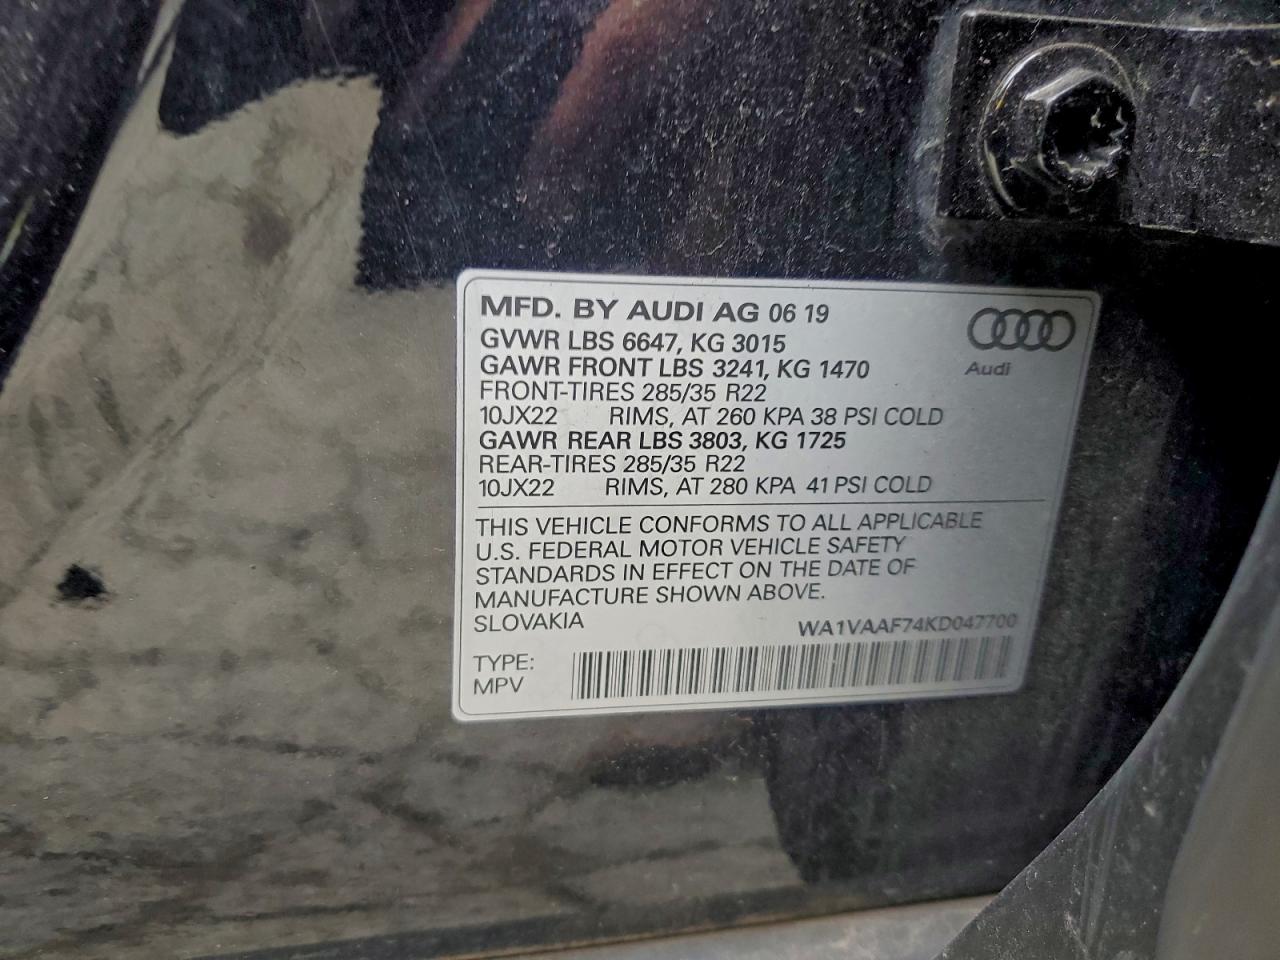 MFD. BY AUDI AG 06 19
GVWR LBS 6647, KG 3015
GAWR FRONT LBS 3241, KG 1470
FRONT-TIRES 285/35 R22
10JX22 RIMS, AT 260 KPA 38 PSI COLD
GAWR REAR LBS 3803, KG 1725
REAR-TIRES 285/35 R22
10JX22 RIMS, AT 280 KPA 41 PSI COLD
Audi
THIS VEHICLE CONFORMS TO ALL APPLICABLE
U.S. FEDERAL MOTOR VEHICLE SAFETY
STANDARDS IN EFFECT ON THE DATE OF
MANUFACTURE SHOWN ABOVE.
SLOVAKIA
WA1VAAF74KD047700
TYPE:
MPV